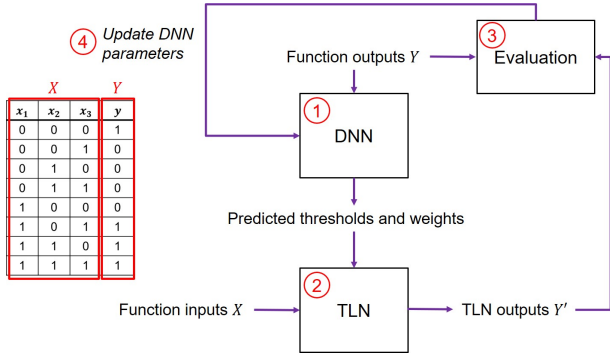 ④ Update DNN
parameters
③
Evaluation
Function outputs Y
①
DNN
X Y
x₁ x₂ x₃ y
0 0 0 1
0 0 1 0
0 1 0 0
0 1 1 0
1 0 0 0
1 0 1 1
1 1 0 1
1 1 1 1
Predicted thresholds and weights
②
TLN
Function inputs X
TLN outputs Y′